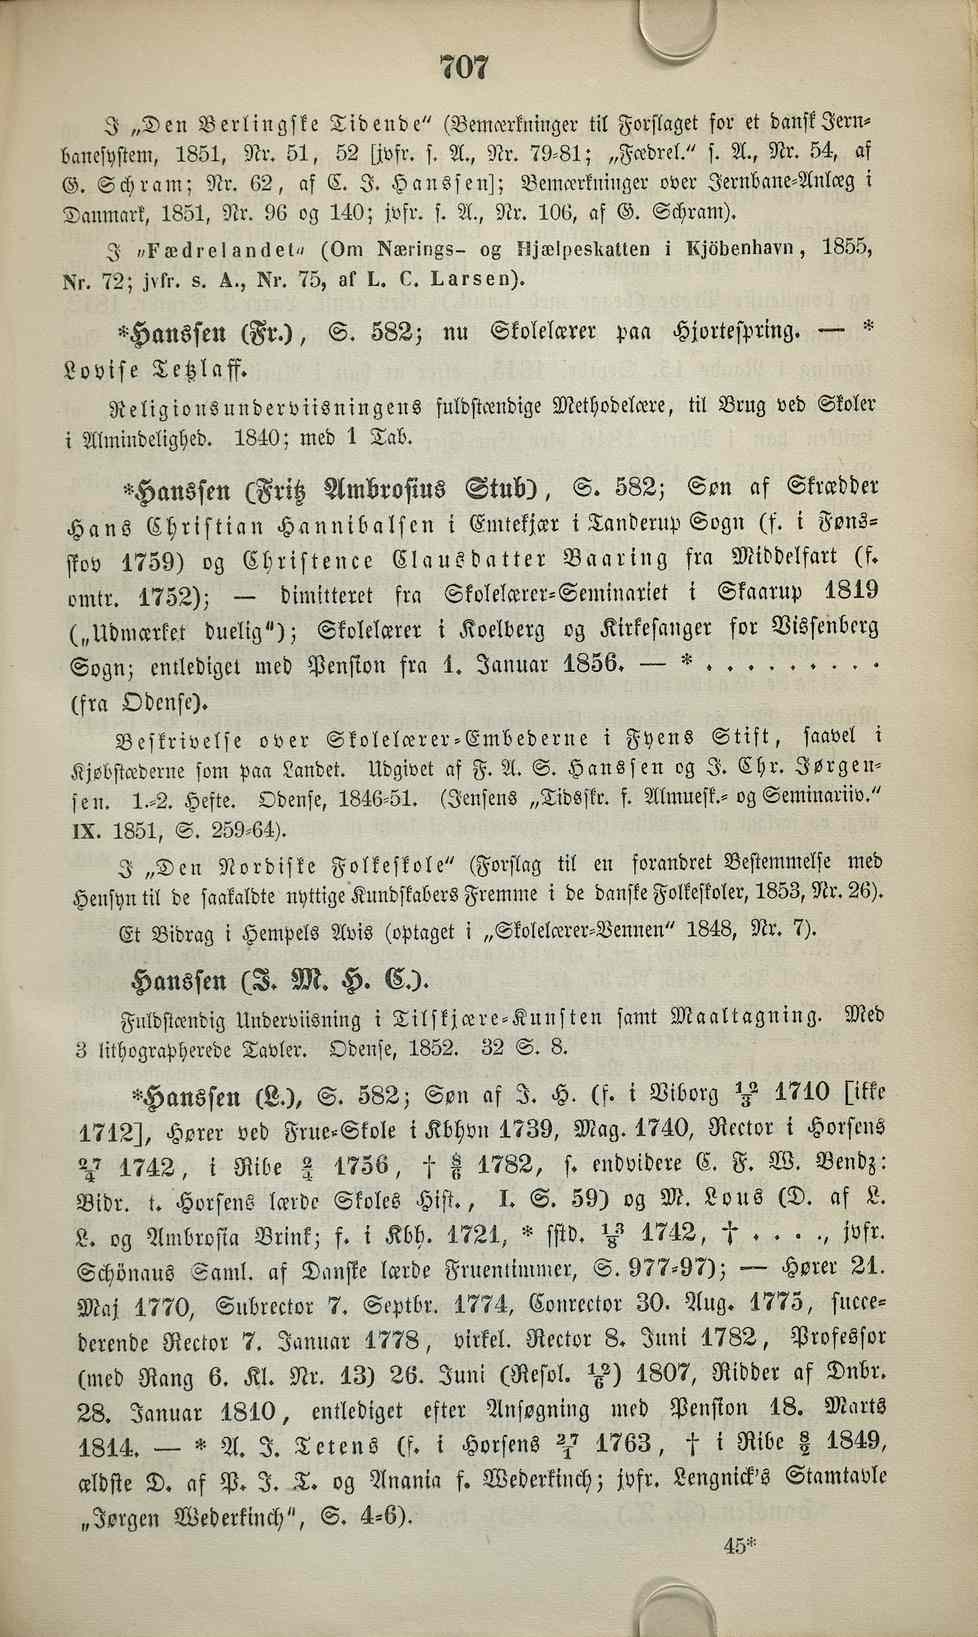 707
I „Den Berlingske Tidende“ (Bemærkninger til Forslaget for et dansk Jern-
banesystem, 1851, Nr. 51, 52 [jvfr. s. A., Nr. 79-81; „Fædrel.“ s. A., Nr. 54, af
G. Schram; Nr. 62, af C. J. Hanssen]; Bemærkninger over Jernbane-Anlæg i
Danmark, 1851, Nr. 96 og 140; jvfr. s. A., Nr. 106, af G. Schram).
I „Fædrelandet“ (Om Nærings- og Hjælpeskatten i Kjöbenhavn, 1855,
Nr. 72; jvfr. s. A., Nr. 75, af L. C. Larsen).
*Hanssen (Fr.), S. 582; nu Skolelærer paa Hjortespring. — *
Lovise Tetzlaff.
Religionsunderviisningens fuldstændige Methodelære, til Brug ved Skoler
i Almindelighed. 1840; med 1 Tab.
*Hanssen (Fritz Ambrosius Stub), S. 582; Søn af Skrædder
Hans Christian Hannibalsen i Emtekjær i Tanderup Sogn (f. i Føns-
skov 1759) og Christence Clausdatter Baaring fra Middelfart (f.
omtr. 1752); — dimitteret fra Skolelærer-Seminariet i Skaarup 1819
(„Udmærket duelig“); Skolelærer i Koelberg og Kirkesanger for Vissenberg
Sogn; entlediget med Pension fra 1. Januar 1856. — * . . . . . . . . .
(fra Odense).
Beskrivelse over Skolelærer-Embederne i Fyens Stift, saavel i
Kjøbstæderne som paa Landet. Udgivet af F. A. S. Hanssen og J. Chr. Jørgen-
sen. 1.-2. Hefte. Odense, 1846-51. (Jensens „Tidsskr. f. Almuesk.- og Seminariiv.“
IX. 1851, S. 259-64).
I „Den Nordiske Folkeskole“ (Forslag til en forandret Bestemmelse med
Hensyn til de saakaldte nyttige Kundskabers Fremme i de danske Folkeskoler, 1853, Nr. 26).
Et Bidrag i Hempels Avis (optaget i „Skolelærer-Vennen“ 1848, Nr. 7).
Hanssen (J. M. H. C.).
Fuldstændig Underviisning i Tilskjære-Kunsten samt Maaltagning. Med
3 lithographerede Tavler. Odense, 1852. 32 S. 8.
*Hanssen (L.), S. 582; Søn af J. H. (f. i Viborg 19/3 1710 [ikke
1712], Hører ved Frue-Skole i Kbhvn 1739, Mag. 1740, Rector i Horsens
27/4 1742, i Ribe 2/4 1756, † 8/6 1782, s. endvidere C. F. W. Bendz:
Bidr. t. Horsens lærde Skoles Hist., I. S. 59) og M. Lous (D. af L.
L. og Ambrosia Brink; f. i Kbh. 1721, * sstd. 13/8 1742, † . . . ., jvfr.
Schönaus Saml. af Danske lærde Fruentimmer, S. 977-97); — Hører 21.
Maj 1770, Subrector 7. Septbr. 1774, Conrector 30. Aug. 1775, succe-
derende Rector 7. Januar 1778, virkel. Rector 8. Juni 1782, Professor
(med Rang 6. Kl. Nr. 13) 26. Juni (Resol. 12/6) 1807, Ridder af Dnbr.
28. Januar 1810, entlediget efter Ansøgning med Pension 18. Marts
1814. — * A. J. Tetens (f. i Horsens 27/1 1763, † i Ribe 8/2 1849,
ældste D. af P. J. T. og Anania f. Wederkinch; jvfr. Lengnick's Stamtavle
„Jørgen Wederkinch“, S. 4-6).
45*